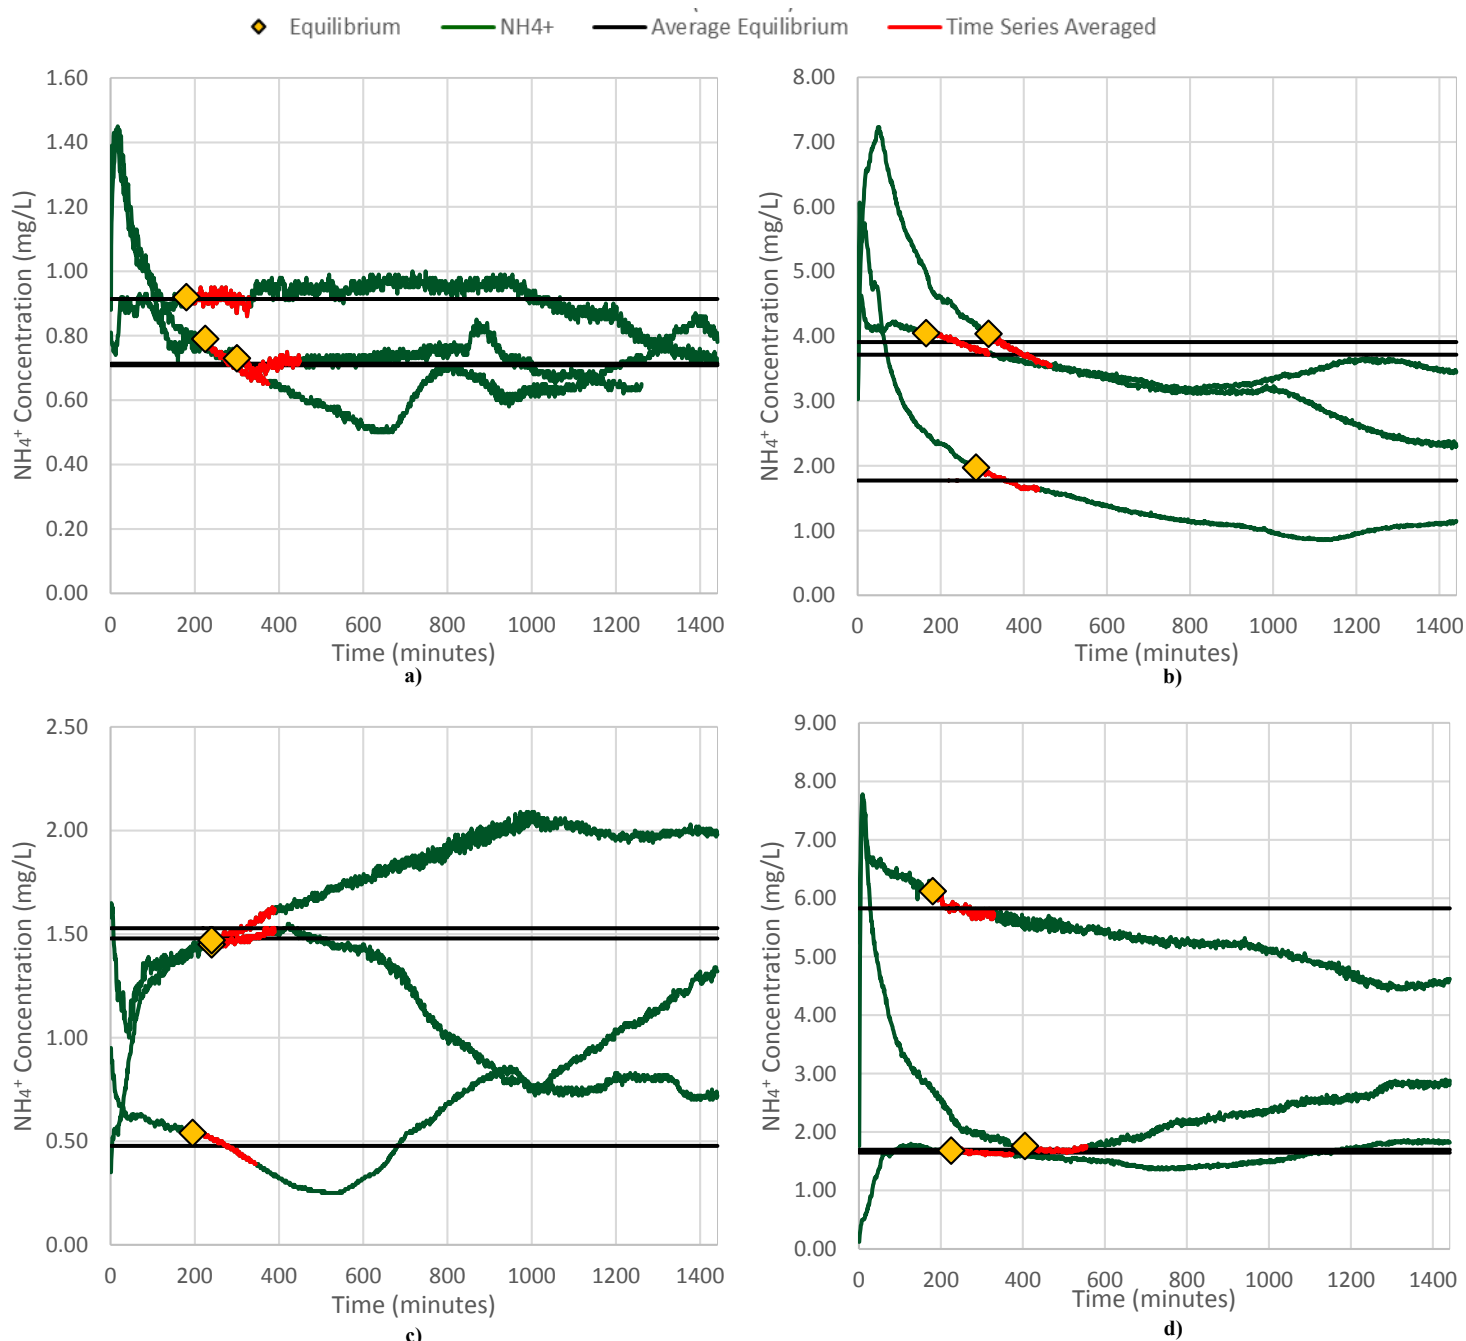 Equilibrium NH4+ Average Equilibrium Time Series Averaged
1.60
1.40
1.20
1.00
0.80
0.60
0.40
0.20
0.00
NH₄⁺ Concentration (mg/L)
0 200 400 600 800 1000 1200 1400
Time (minutes)
a)
8.00
7.00
6.00
5.00
4.00
3.00
2.00
1.00
0.00
NH₄⁺ Concentration (mg/L)
0 200 400 600 800 1000 1200 1400
Time (minutes)
b)
2.50
2.00
1.50
1.00
0.50
0.00
NH₄⁺ Concentration (mg/L)
0 200 400 600 800 1000 1200 1400
Time (minutes)
c)
9.00
8.00
7.00
6.00
5.00
4.00
3.00
2.00
1.00
0.00
NH₄⁺ Concentration (mg/L)
0 200 400 600 800 1000 1200 1400
Time (minutes)
d)